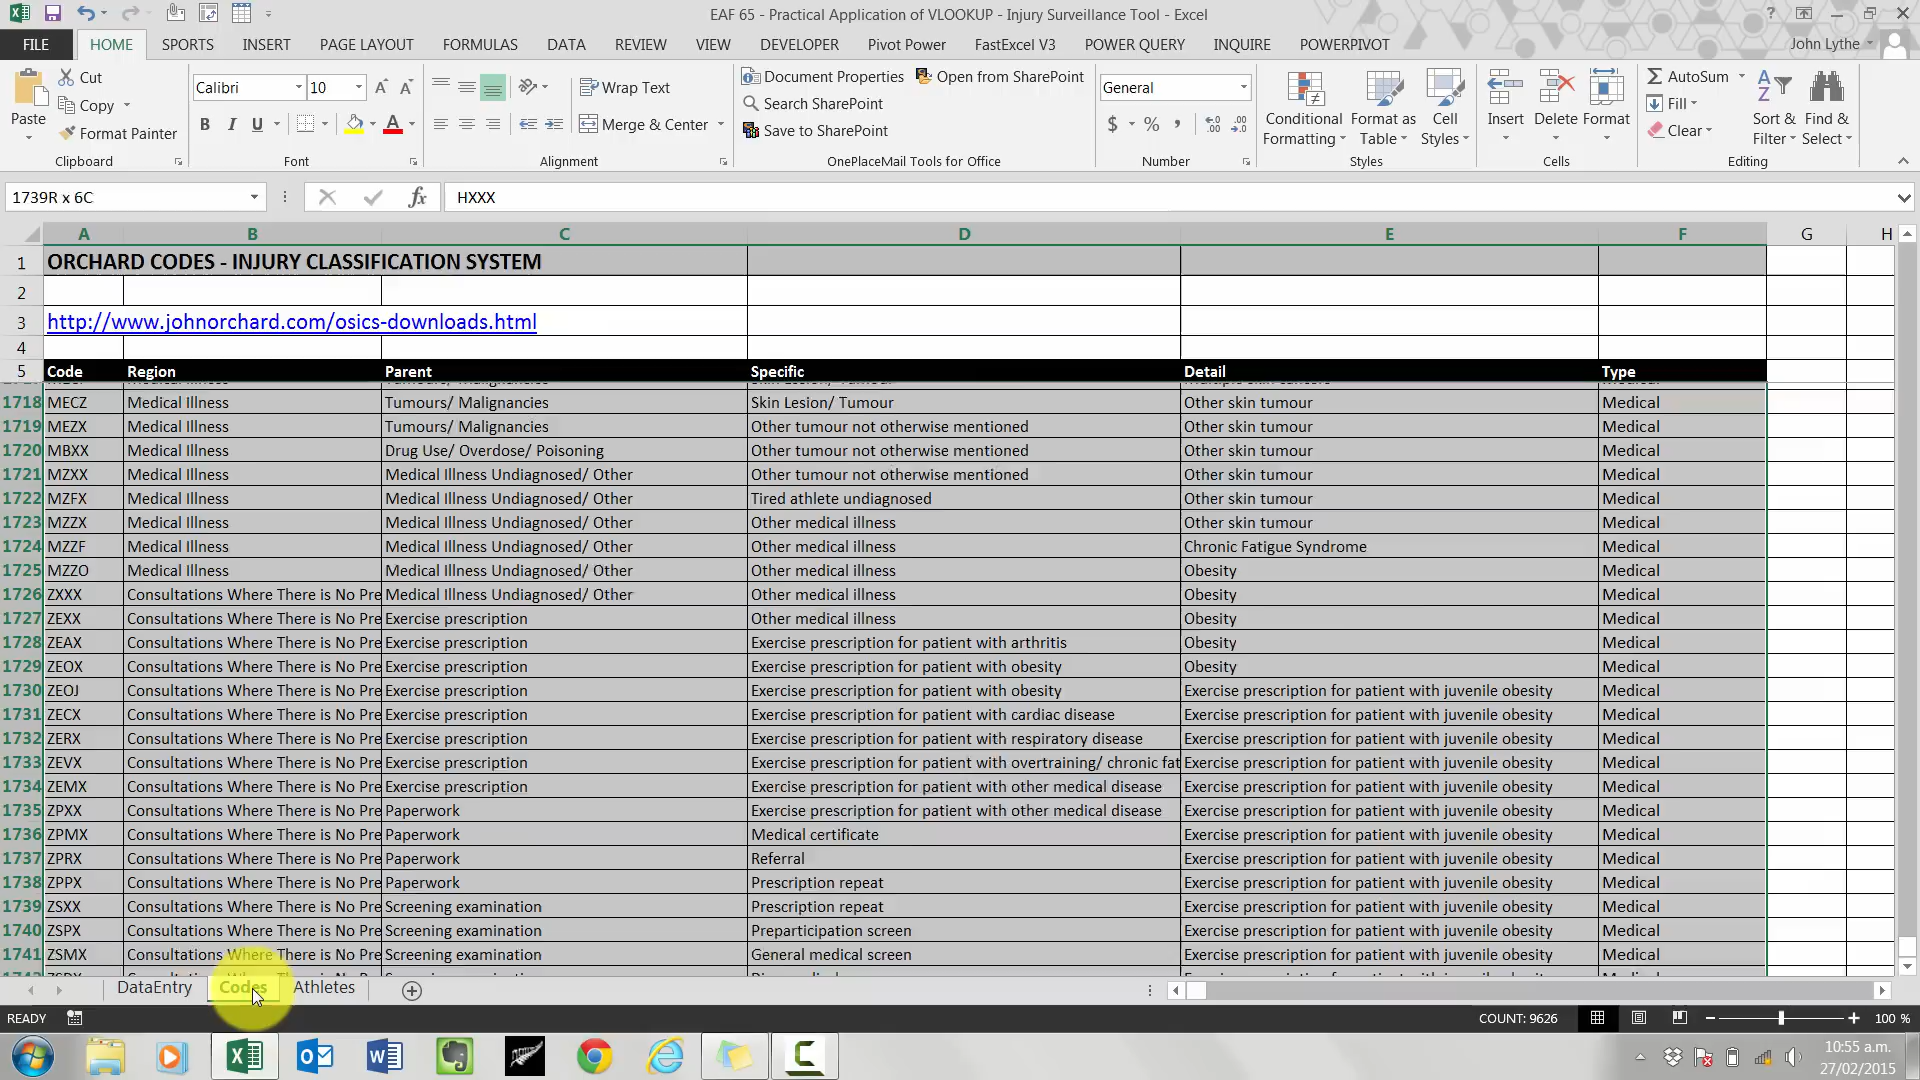 EAF 65 - Practical Application of VLOOKUP - Injury Surveillance Tool - Excel
FILE HOME SPORTS INSERT PAGE LAYOUT FORMULAS DATA REVIEW VIEW DEVELOPER Pivot Power FastExcel V3 POWER QUERY INQUIRE POWERPIVOT John Lythe
Paste
Cut
Copy
Format Painter
Clipboard
Calibri 10
B I U
Font
Wrap Text
Merge & Center
Alignment
Document Properties Open from SharePoint
Search SharePoint
Save to SharePoint
OnePlaceMail Tools for Office
General
$ %
Number
Conditional Formatting
Format as Table
Cell Styles
Styles
Insert Delete Format
Cells
AutoSum
Fill
Clear
Sort & Filter
Find & Select
Editing
1739R x 6C fx HXXX
A B C D E F G H
1 ORCHARD CODES - INJURY CLASSIFICATION SYSTEM
2
3 http://www.johnorchard.com/osics-downloads.html
4
5 Code Region Parent Specific Detail Type
1718 MECZ Medical Illness Tumours/ Malignancies Skin Lesion/ Tumour Other skin tumour Medical
1719 MEZX Medical Illness Tumours/ Malignancies Other tumour not otherwise mentioned Other skin tumour Medical
1720 MBXX Medical Illness Drug Use/ Overdose/ Poisoning Other tumour not otherwise mentioned Other skin tumour Medical
1721 MZXX Medical Illness Medical Illness Undiagnosed/ Other Other tumour not otherwise mentioned Other skin tumour Medical
1722 MZFX Medical Illness Medical Illness Undiagnosed/ Other Tired athlete undiagnosed Other skin tumour Medical
1723 MZZX Medical Illness Medical Illness Undiagnosed/ Other Other medical illness Other skin tumour Medical
1724 MZZF Medical Illness Medical Illness Undiagnosed/ Other Other medical illness Chronic Fatigue Syndrome Medical
1725 MZZO Medical Illness Medical Illness Undiagnosed/ Other Other medical illness Obesity Medical
1726 ZXXX Consultations Where There is No Pre Medical Illness Undiagnosed/ Other Other medical illness Obesity Medical
1727 ZEXX Consultations Where There is No Pre Exercise prescription Other medical illness Obesity Medical
1728 ZEAX Consultations Where There is No Pre Exercise prescription Exercise prescription for patient with arthritis Obesity Medical
1729 ZEOX Consultations Where There is No Pre Exercise prescription Exercise prescription for patient with obesity Obesity Medical
1730 ZEOJ Consultations Where There is No Pre Exercise prescription Exercise prescription for patient with obesity Exercise prescription for patient with juvenile obesity Medical
1731 ZECX Consultations Where There is No Pre Exercise prescription Exercise prescription for patient with cardiac disease Exercise prescription for patient with juvenile obesity Medical
1732 ZERX Consultations Where There is No Pre Exercise prescription Exercise prescription for patient with respiratory disease Exercise prescription for patient with juvenile obesity Medical
1733 ZEVX Consultations Where There is No Pre Exercise prescription Exercise prescription for patient with overtraining/ chronic fat Exercise prescription for patient with juvenile obesity Medical
1734 ZEMX Consultations Where There is No Pre Exercise prescription Exercise prescription for patient with other medical disease Exercise prescription for patient with juvenile obesity Medical
1735 ZPXX Consultations Where There is No Pre Paperwork Exercise prescription for patient with other medical disease Exercise prescription for patient with juvenile obesity Medical
1736 ZPMX Consultations Where There is No Pre Paperwork Medical certificate Exercise prescription for patient with juvenile obesity Medical
1737 ZPRX Consultations Where There is No Pre Paperwork Referral Exercise prescription for patient with juvenile obesity Medical
1738 ZPPX Consultations Where There is No Pre Paperwork Prescription repeat Exercise prescription for patient with juvenile obesity Medical
1739 ZSXX Consultations Where There is No Pre Screening examination Prescription repeat Exercise prescription for patient with juvenile obesity Medical
1740 ZSPX Consultations Where There is No Pre Screening examination Preparticipation screen Exercise prescription for patient with juvenile obesity Medical
1741 ZSMX Consultations Where There is No Pre Screening examination General medical screen Exercise prescription for patient with juvenile obesity Medical
DataEntry Codes Athletes
READY COUNT: 9626 100 %
10:55 a.m.
27/02/2015